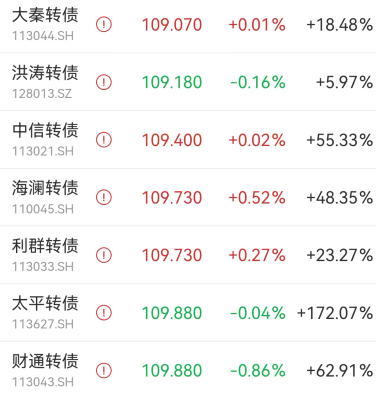 大秦转债
113044.SH
109.070 +0.01% +18.48%
洪涛转债
128013.SZ
109.180 -0.16% +5.97%
中信转债
113021.SH
109.400 +0.02% +55.33%
海澜转债
110045.SH
109.730 +0.52% +48.35%
利群转债
113033.SH
109.730 +0.27% +23.27%
太平转债
113627.SH
109.880 -0.04% +172.07%
财通转债
113043.SH
109.880 -0.86% +62.91%